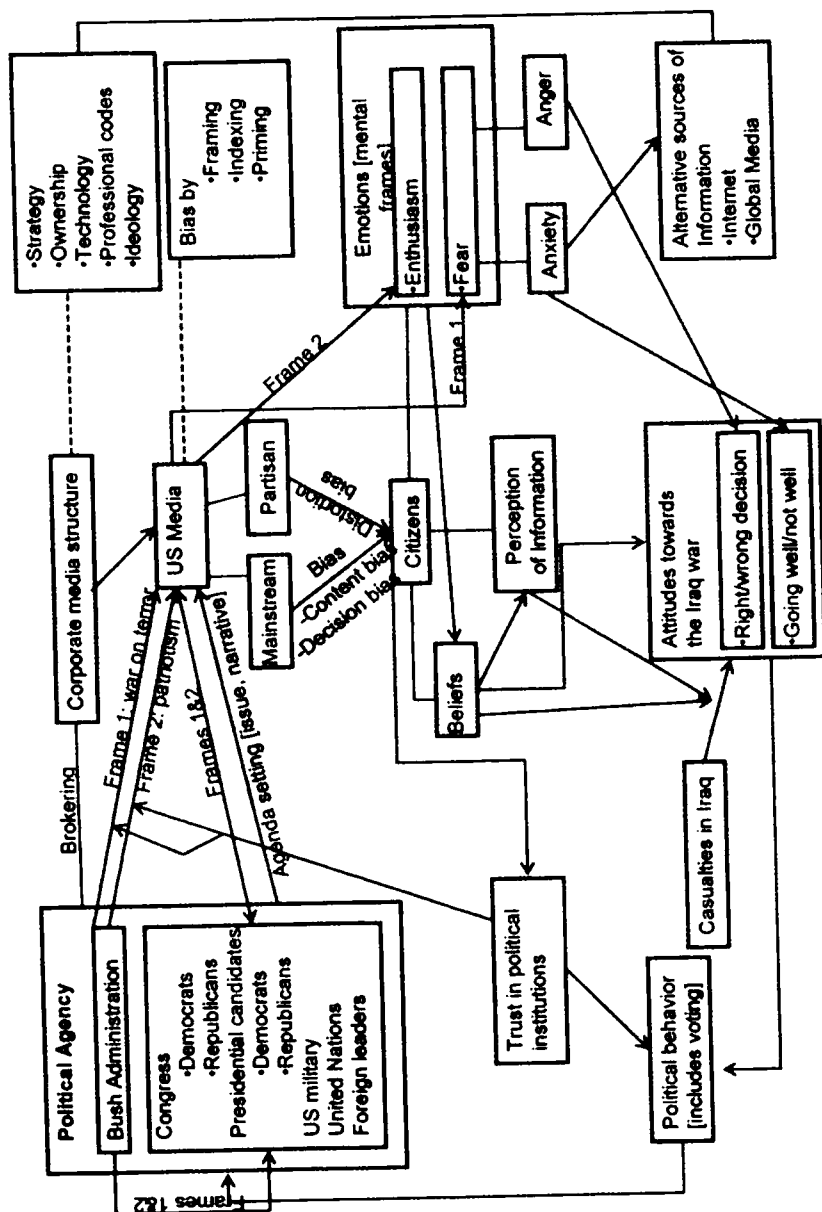 Political Agency
Bush Administration
Congress
•Democrats
•Republicans
Presidential candidates
•Democrats
•Republicans
US military
United Nations
Foreign leaders
Frames 1&2
Brokering
Frame 1: war on terror
Frame 2: patriotism
Frames 1&2
Agenda setting [issue, narrative]
Corporate media structure
US Media
Mainstream
Partisan
Bias
-Content bias
-Decision bias
Distortion
bias
Citizens
Beliefs
Perception
of Information
Trust in political
institutions
Political behavior
[includes voting]
Casualties in Iraq
Attitudes towards
the Iraq war
•Right/wrong decision
•Going well/not well
•Strategy
•Ownership
•Technology
•Professional codes
•Ideology
Bias by
•Framing
•Indexing
•Priming
Frame 2
Frame 1
Emotions [mental
frames]
•Enthusiasm
•Fear
Anxiety
Anger
Alternative sources of
Information
•Internet
•Global Media